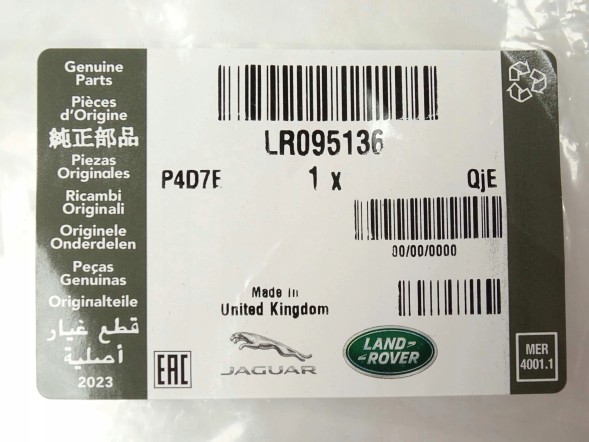 Genuine
Parts
Pièces
d'Origine
純正部品
Piezas
Originales
Ricambi
Originali
Originele
Onderdelen
Peças
Genuinas
Originalteile
قطع غيار
أصلية
2023
LR095136
P4D7E 1 x QjE
00/00/0000
Made in
United Kingdom
EAC
JAGUAR
LAND-
-ROVER
MER
4001.1